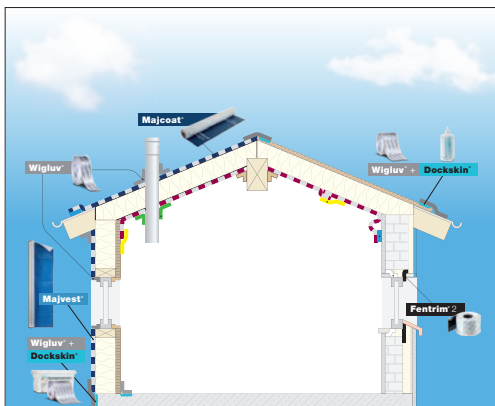 Majcoat®
Wigluv®
Wigluv® + Dockskin®
Majvest®
Fentrim® 2
Wigluv® +
Dockskin®